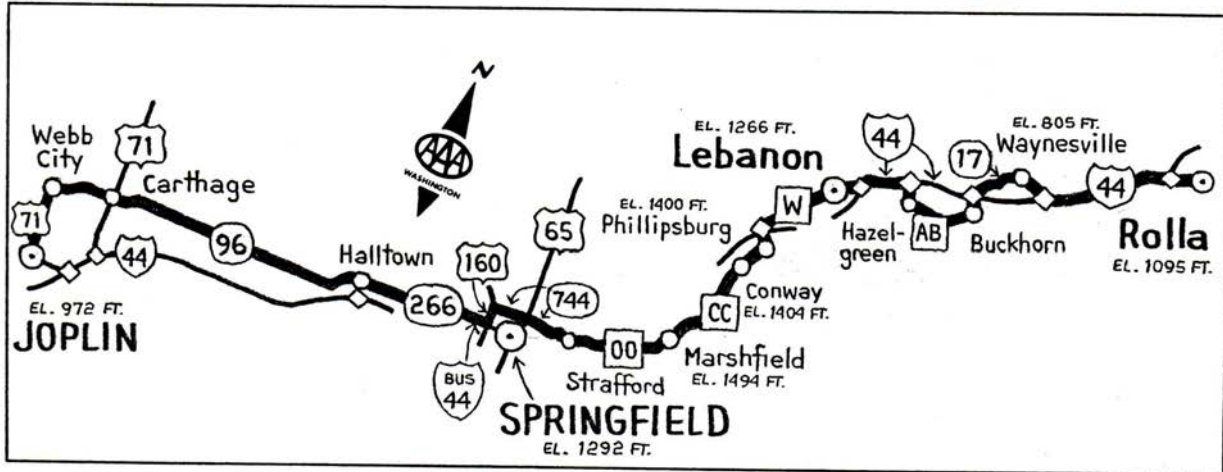 N
AAA
WASHINGTON
Webb
City
71
Carthage
71
44
EL. 972 FT.
JOPLIN
96
Halltown
266
160
65
744
BUS
44
SPRINGFIELD
EL. 1292 FT.
Strafford
OO
Marshfield
EL. 1494 FT.
CC
Conway
EL. 1404 FT.
EL. 1400 FT.
Phillipsburg
W
EL. 1266 FT.
Lebanon
44
Hazel-
green
AB
Buckhorn
17
EL. 805 FT.
Waynesville
44
Rolla
EL. 1095 FT.